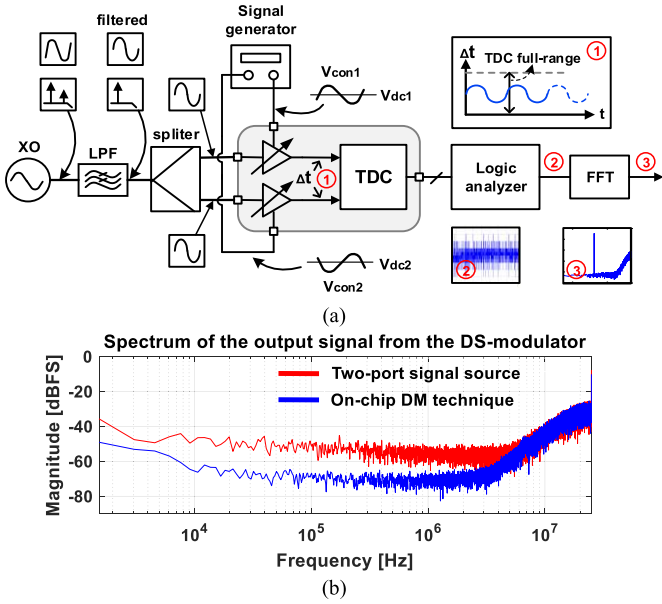 filtered
Signal
generator
Vcon1
Vdc1
Δt
TDC full-range
1
t
XO
LPF
spliter
Δt
1
TDC
Logic
analyzer
2
FFT
3
Vdc2
Vcon2
2
3
(a)
Spectrum of the output signal from the DS-modulator
Magnitude [dBFS]
0
-20
-40
-60
-80
Two-port signal source
On-chip DM technique
10^4
10^5
10^6
10^7
Frequency [Hz]
(b)